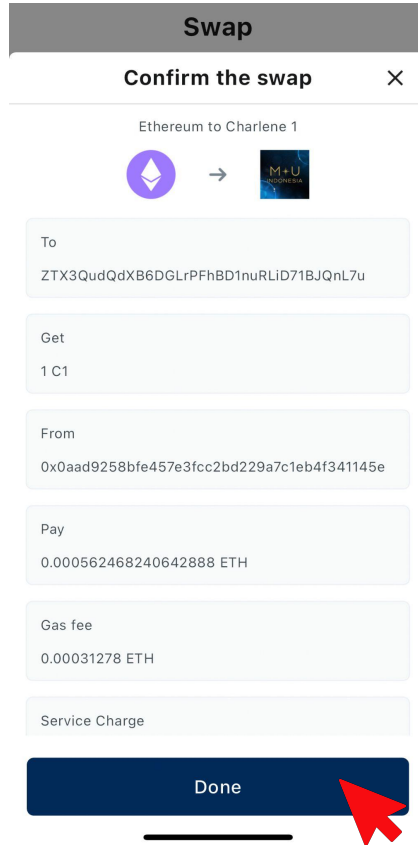 Swap
Confirm the swap
Ethereum to Charlene 1
M+U
INDONESIA
To
ZTX3QudQdXB6DGLrPFhBD1nuRLiD71BJQnL7u
Get
1 C1
From
0x0aad9258bfe457e3fcc2bd229a7c1eb4f341145e
Pay
0.000562468240642888 ETH
Gas fee
0.00031278 ETH
Service Charge
Done